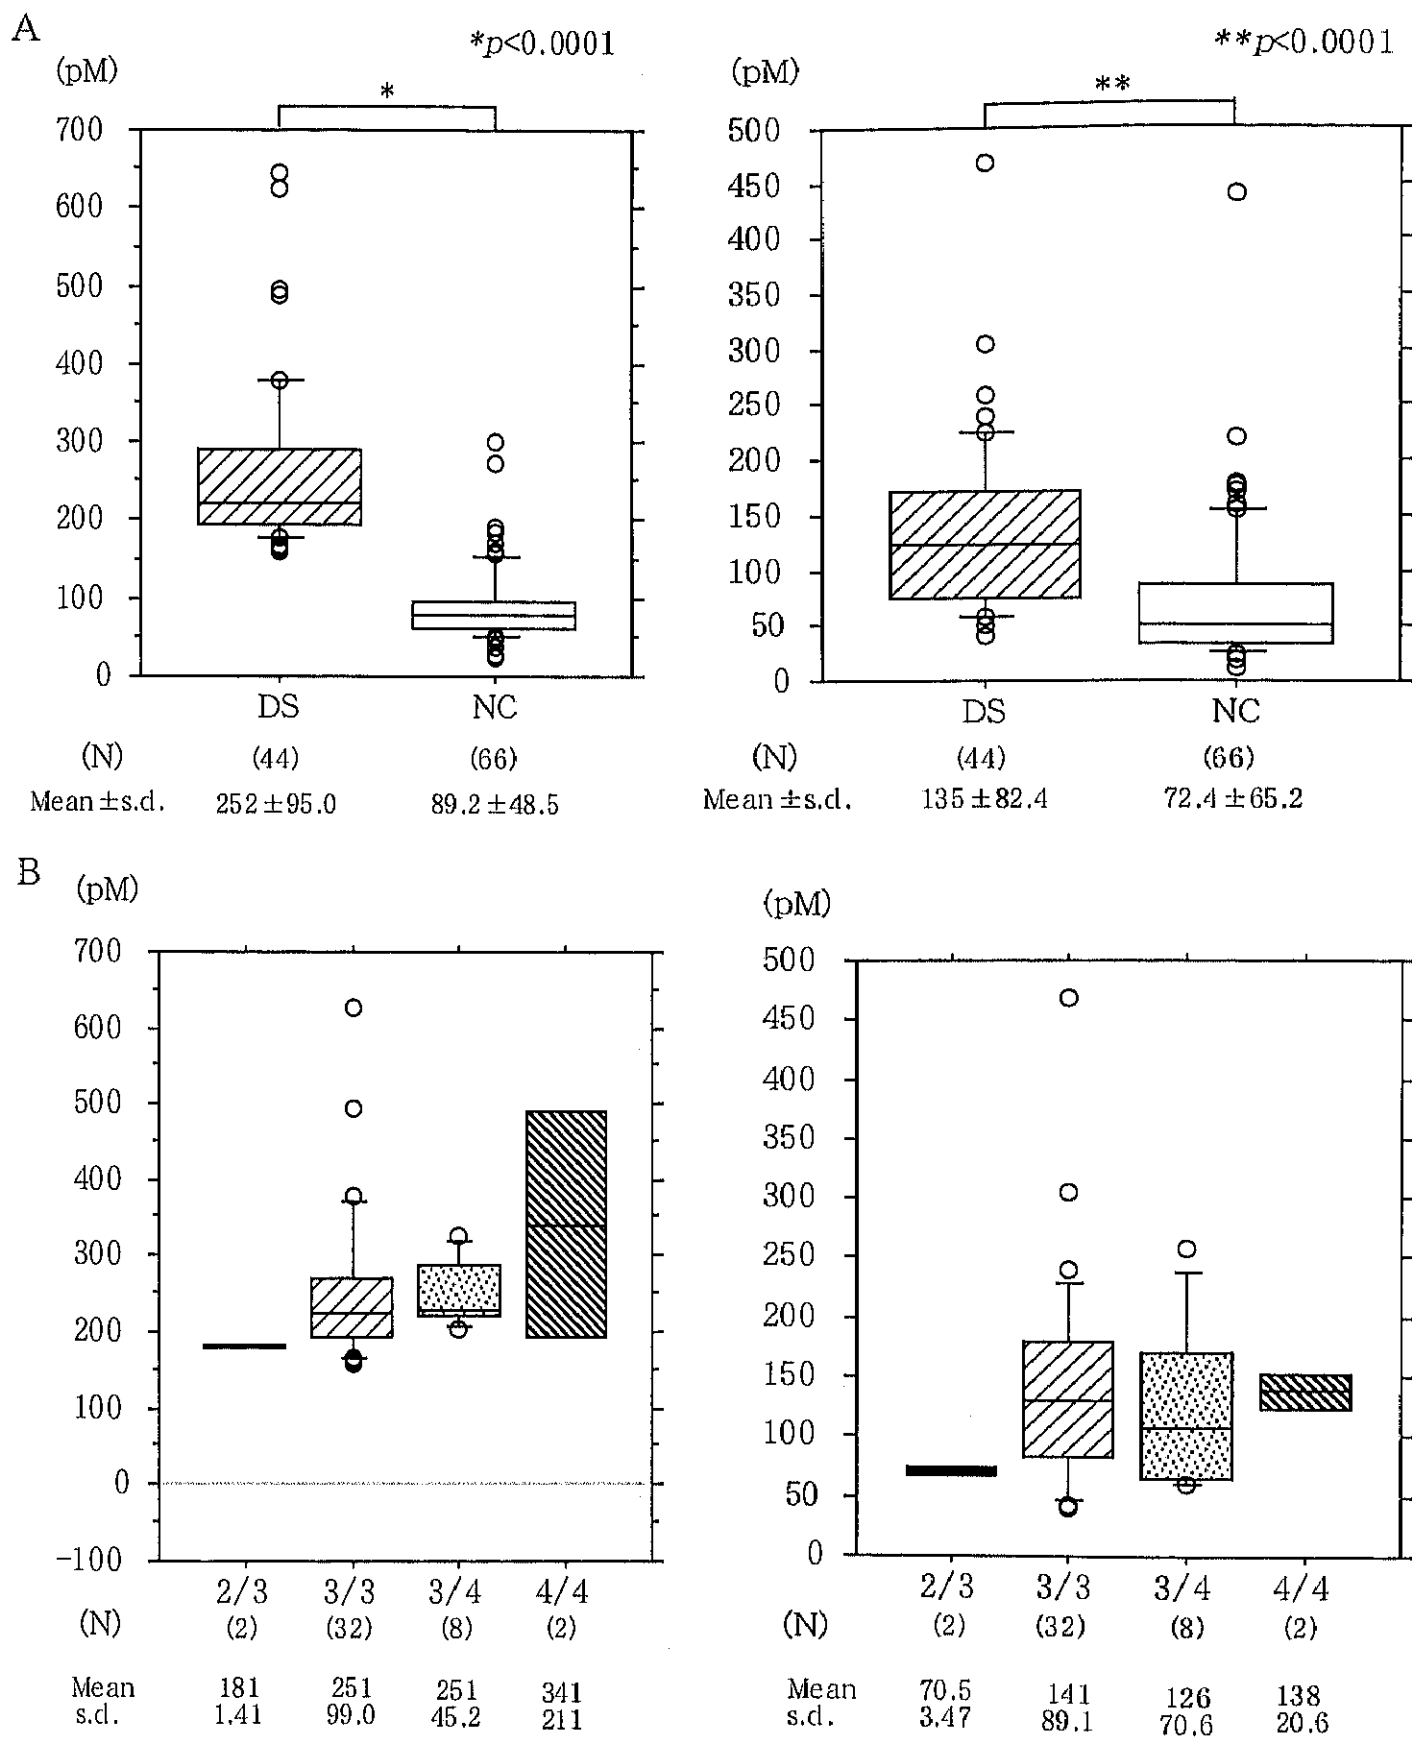 A
*p<0.0001
(pM)
*
700
600
500
400
300
200
100
0
DS NC
(N) (44) (66)
Mean±s.d. 252±95.0 89.2±48.5
**p<0.0001
(pM)
**
500
450
400
350
300
250
200
150
100
50
0
DS NC
(N) (44) (66)
Mean±s.d. 135±82.4 72.4±65.2
B
(pM)
700
600
500
400
300
200
100
0
-100
2/3 3/3 3/4 4/4
(N) (2) (32) (8) (2)
Mean 181 251 251 341
s.d. 1.41 99.0 45.2 211
(pM)
500
450
400
350
300
250
200
150
100
50
0
2/3 3/3 3/4 4/4
(N) (2) (32) (8) (2)
Mean 70.5 141 126 138
s.d. 3.47 89.1 70.6 20.6